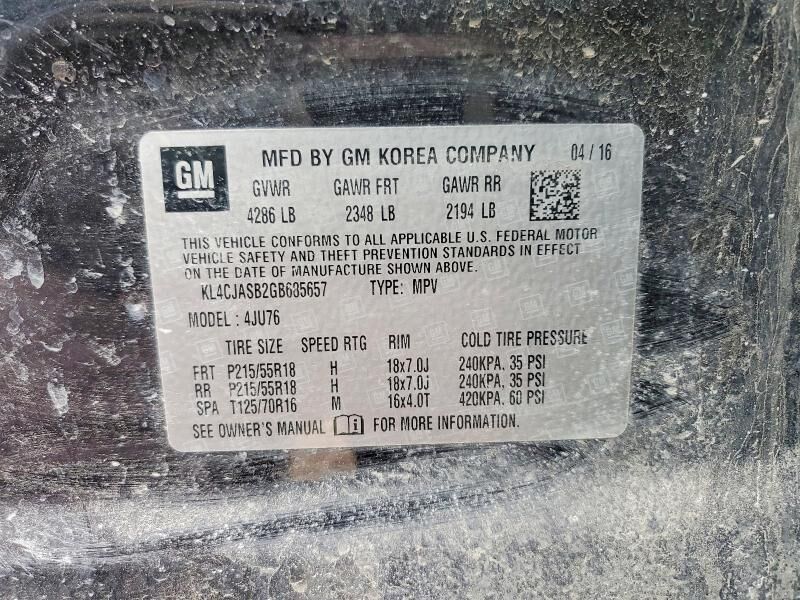 GM MFD BY GM KOREA COMPANY 04 / 16
GVWR GAWR FRT GAWR RR
4286 LB 2348 LB 2194 LB
THIS VEHICLE CONFORMS TO ALL APPLICABLE U.S. FEDERAL MOTOR
VEHICLE SAFETY AND THEFT PREVENTION STANDARDS IN EFFECT
ON THE DATE OF MANUFACTURE SHOWN ABOVE.
KL4CJASB2GB635657 TYPE: MPV
MODEL : 4JU76
TIRE SIZE SPEED RTG RIM COLD TIRE PRESSURE
FRT P215/55R18 H 18x7.0J 240KPA, 35 PSI
RR P215/55R18 H 18x7.0J 240KPA, 35 PSI
SPA T125/70R16 M 16x4.0T 420KPA, 60 PSI
SEE OWNER'S MANUAL FOR MORE INFORMATION.